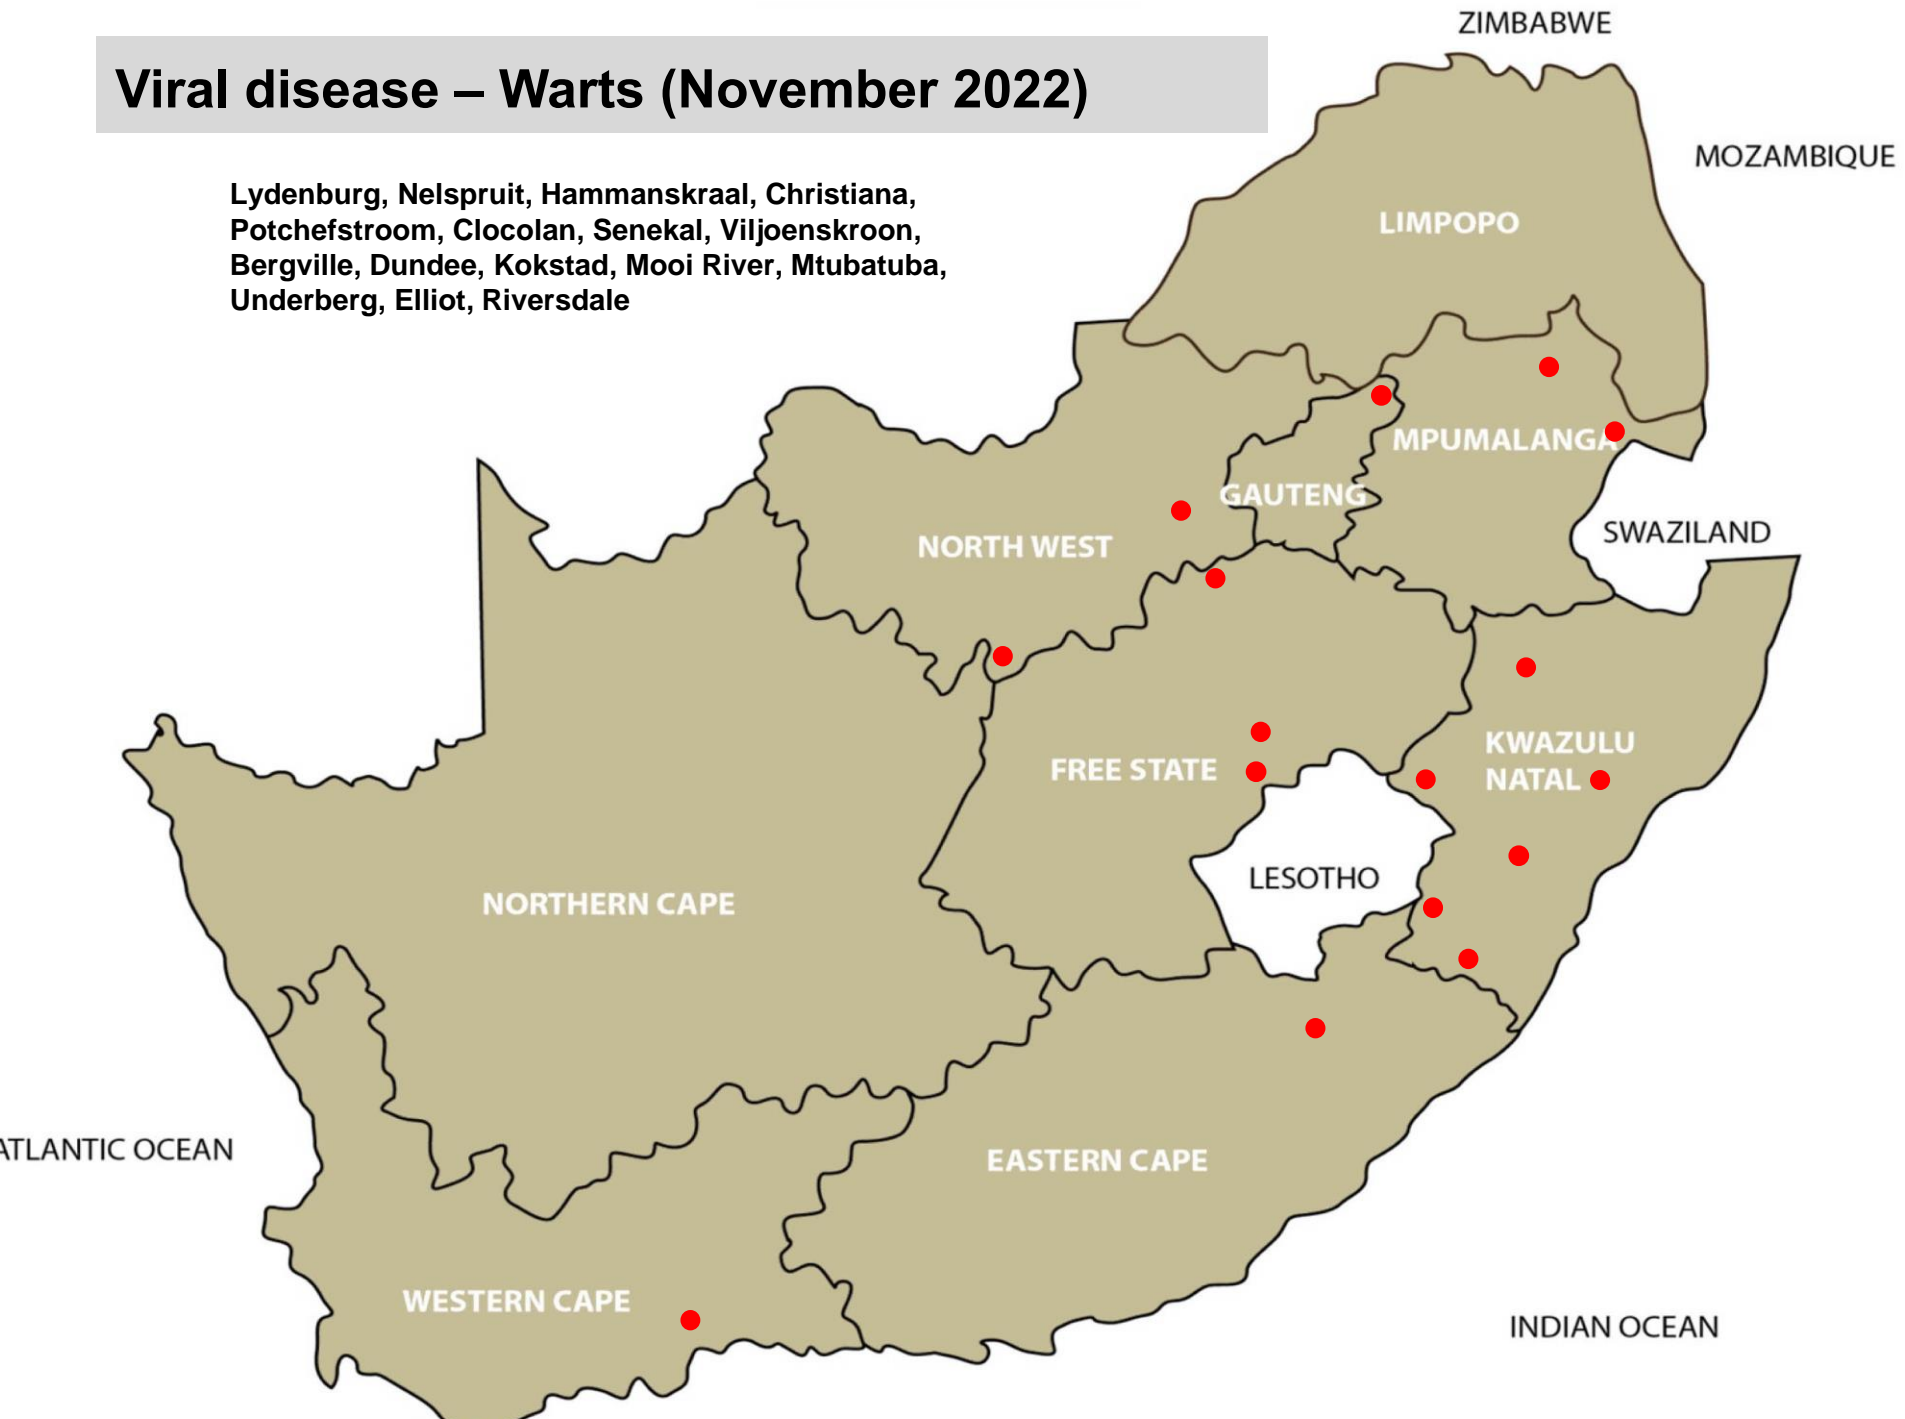 ZIMBABWE
Viral disease – Warts (November 2022)
MOZAMBIQUE
Lydenburg, Nelspruit, Hammanskraal, Christiana,
Potchefstroom, Clocolan, Senekal, Viljoenskroon,
Bergville, Dundee, Kokstad, Mooi River, Mtubatuba,
Underberg, Elliot, Riversdale
LIMPOPO
MPUMALANGA
GAUTENG
NORTH WEST
SWAZILAND
KWAZULU
NATAL
FREE STATE
LESOTHO
NORTHERN CAPE
ATLANTIC OCEAN
EASTERN CAPE
WESTERN CAPE
INDIAN OCEAN